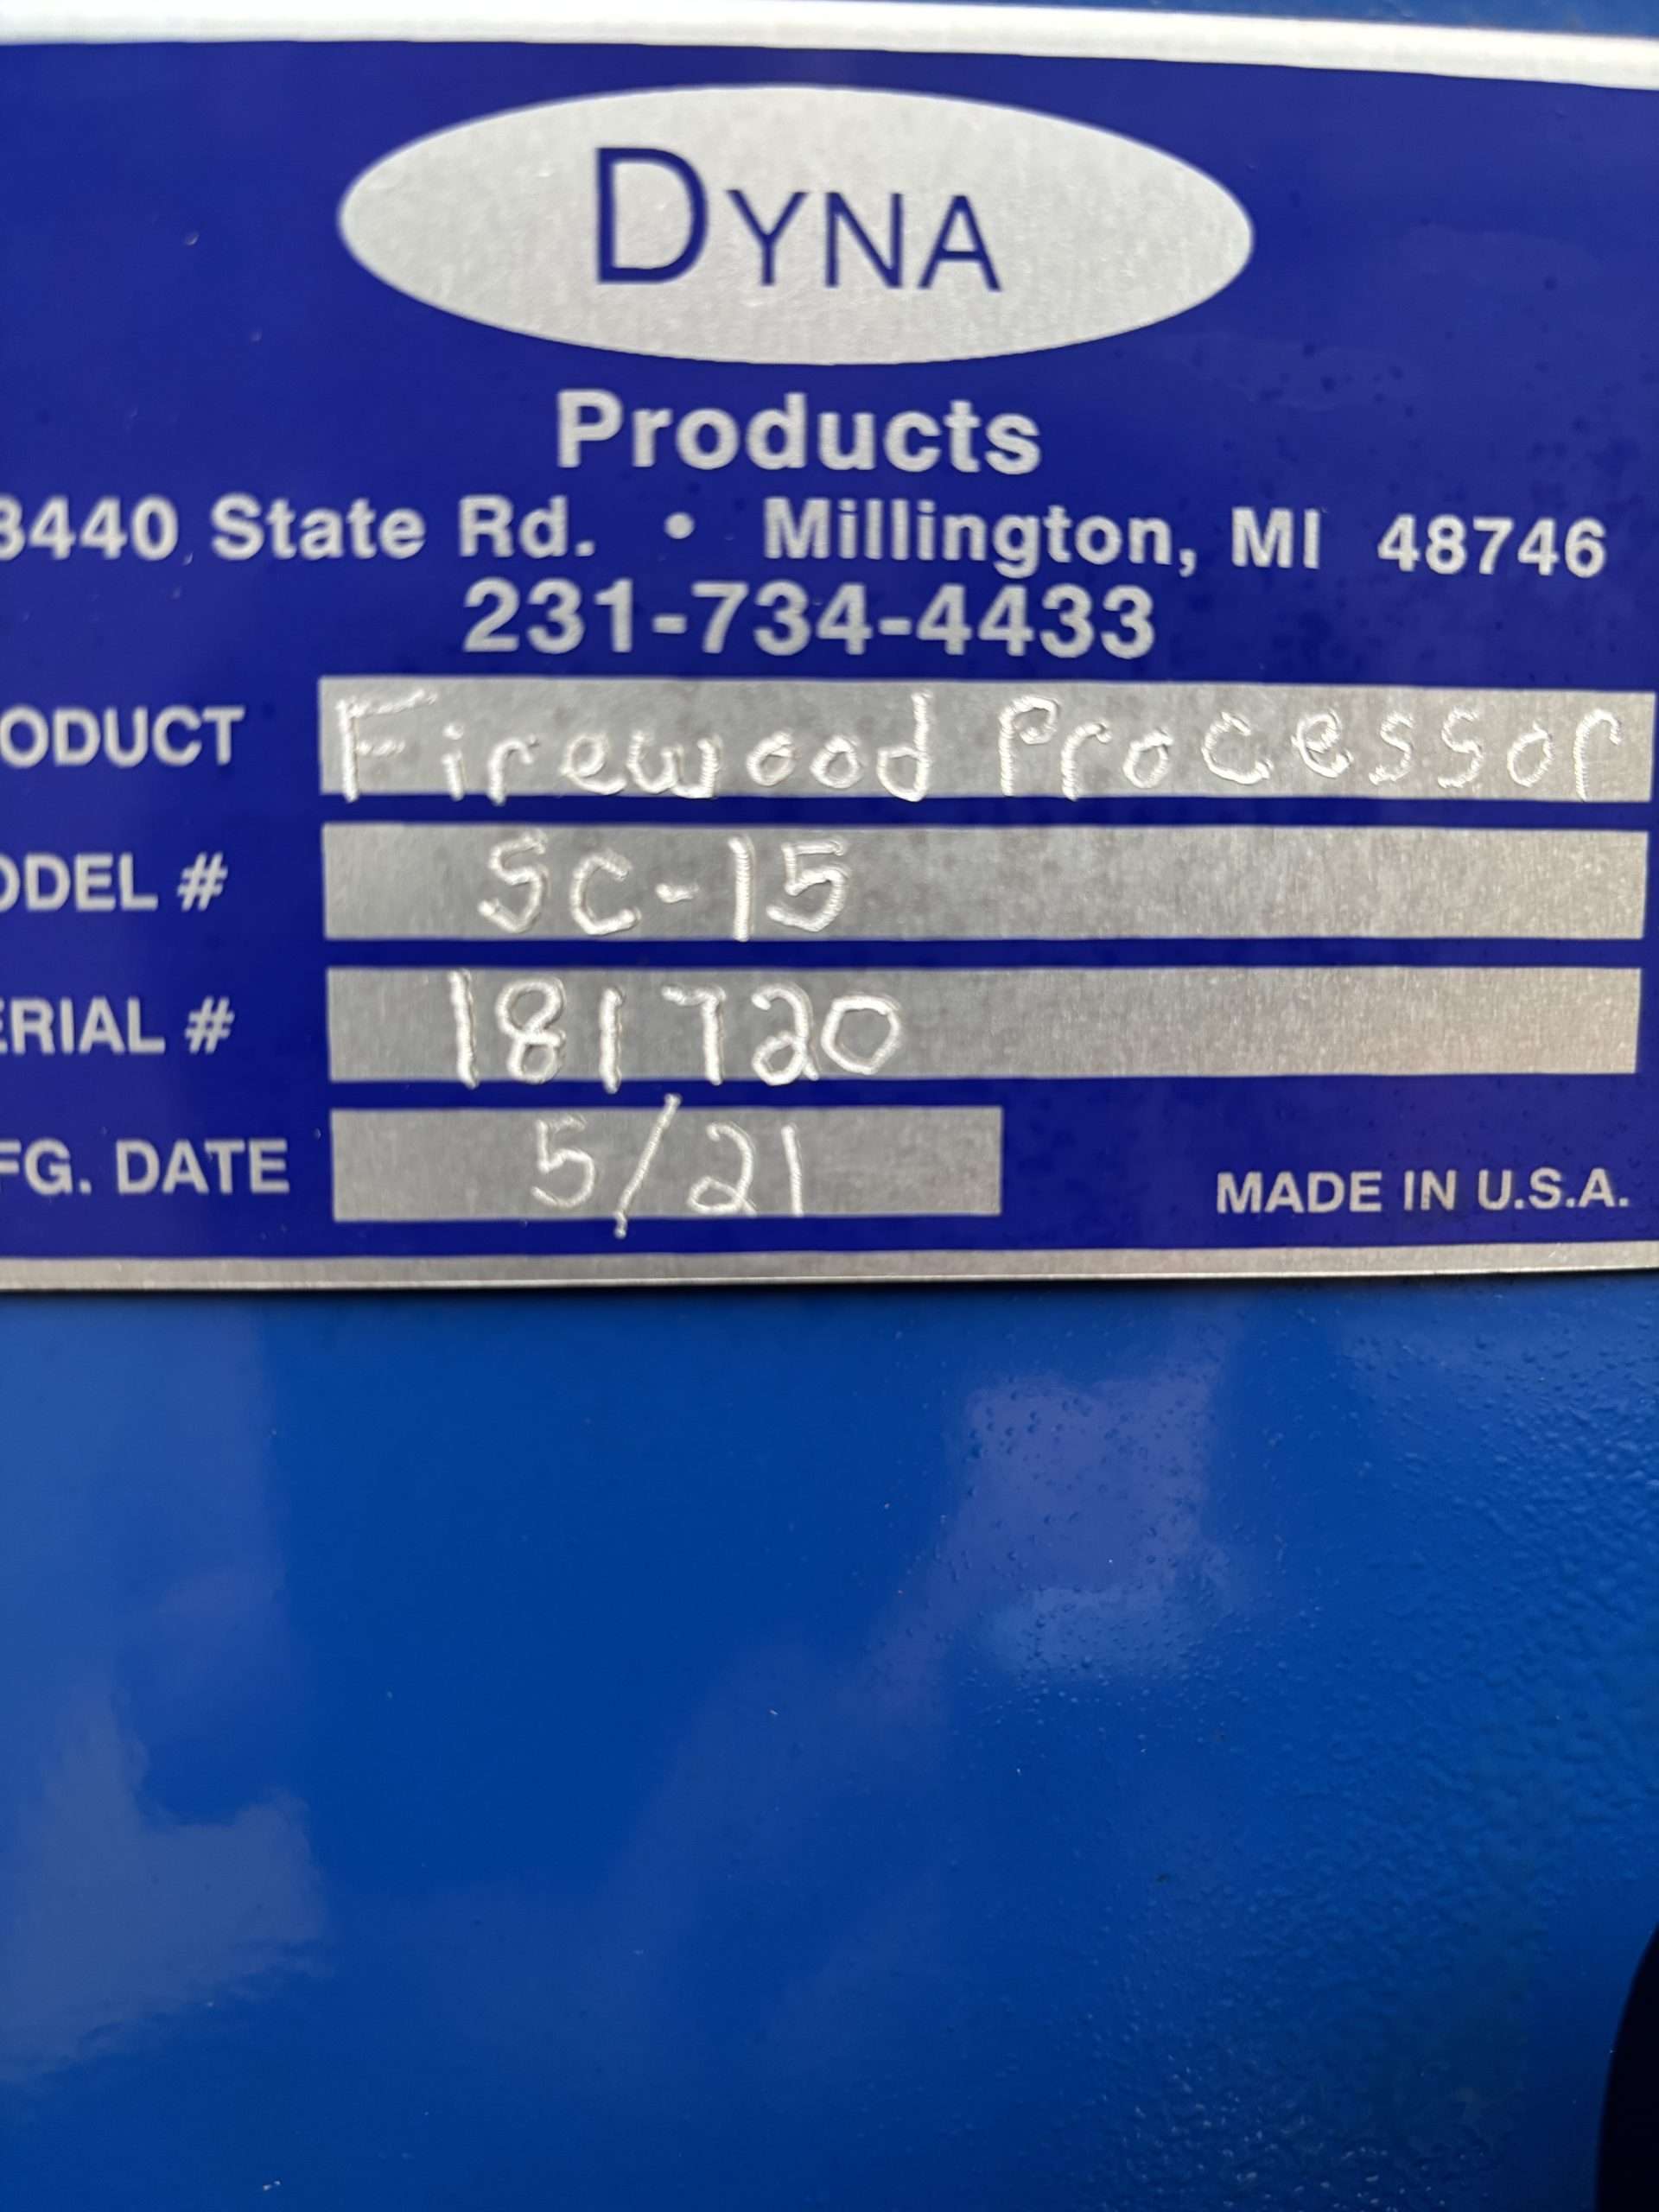 DYNA
Products
3440 State Rd. • Millington, MI 48746
231-734-4433
ODUCT Firewood Processor
ODEL # SC-15
ERIAL # 181720
FG. DATE 5/21 MADE IN U.S.A.